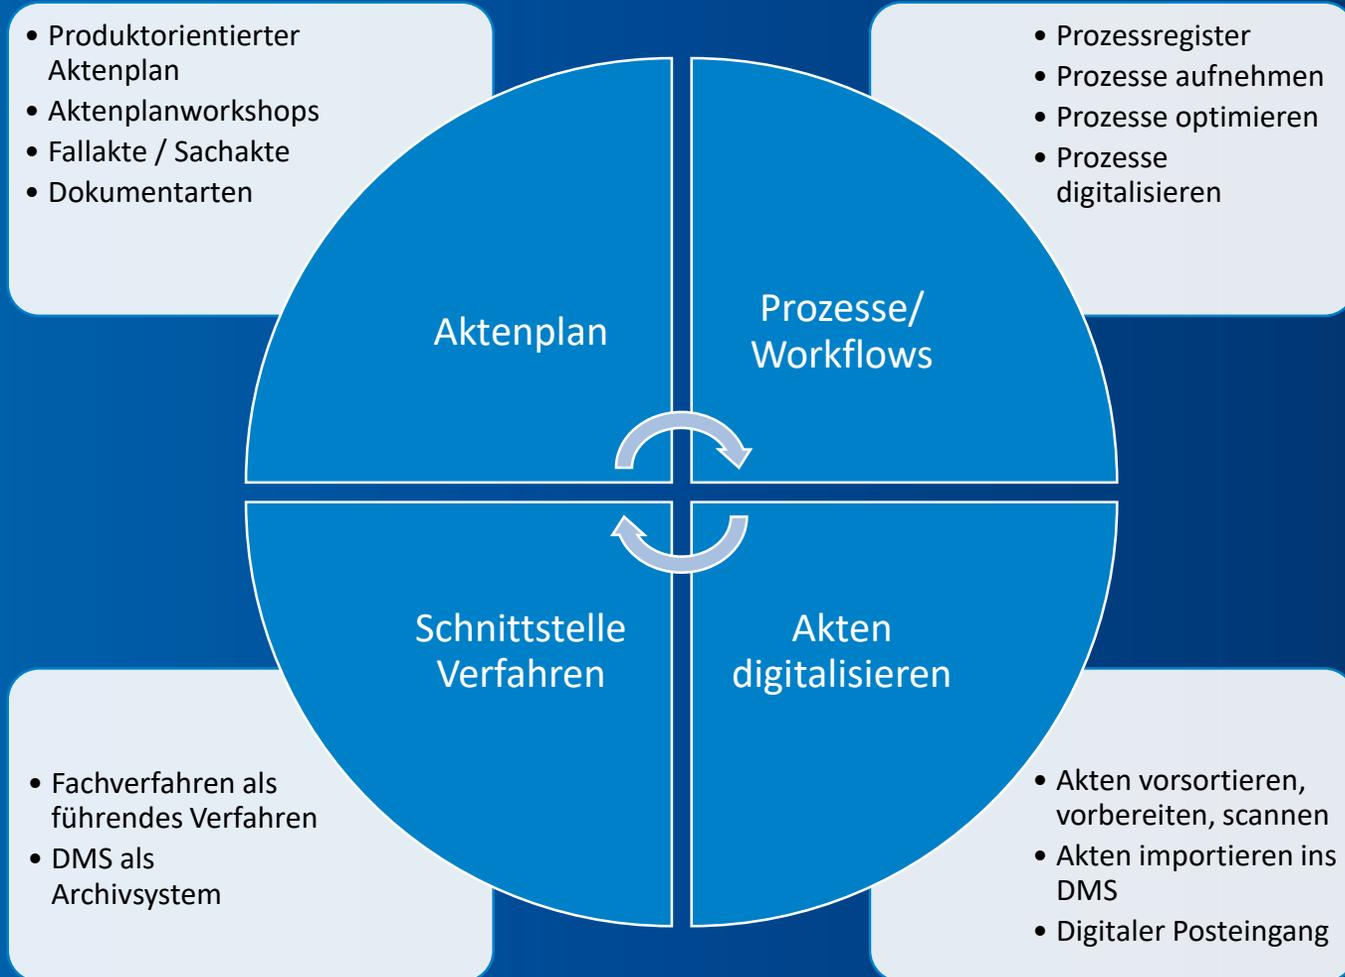 • Produktorientierter
Aktenplan
• Aktenplanworkshops
• Fallakte / Sachakte
• Dokumentarten
• Prozessregister
• Prozesse aufnehmen
• Prozesse optimieren
• Prozesse
digitalisieren
Aktenplan
Prozesse/
Workflows
Schnittstelle
Verfahren
Akten
digitalisieren
• Fachverfahren als
führendes Verfahren
• DMS als
Archivsystem
• Akten vorsortieren,
vorbereiten, scannen
• Akten importieren ins
DMS
• Digitaler Posteingang